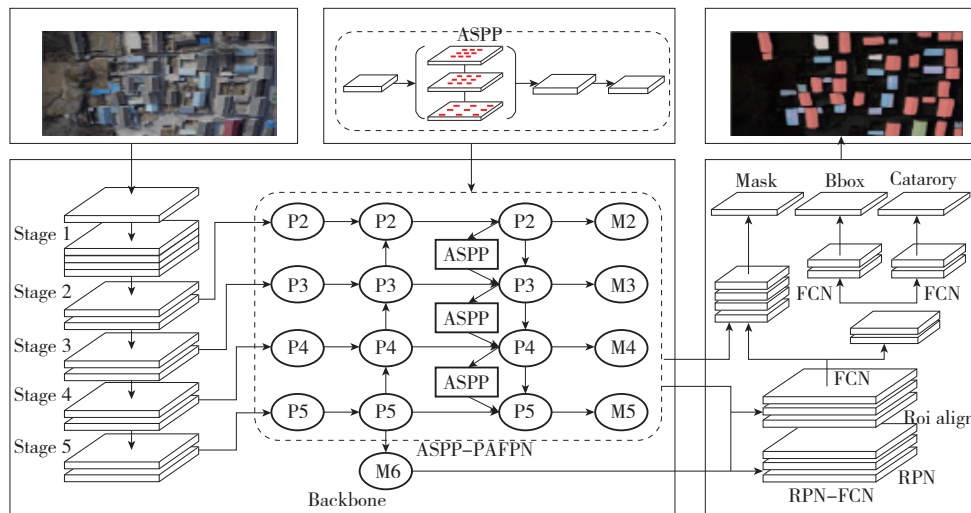 ASPP
Mask
Bbox
Catarory
Stage 1
P2
P2
P2
M2
ASPP
Stage 2
P3
P3
P3
M3
FCN
FCN
ASPP
Stage 3
P4
P4
P4
M4
ASPP
FCN
Stage 4
P5
P5
P5
M5
Roi align
Stage 5
ASPP-PAFPN
M6
RPN
Backbone
RPN-FCN